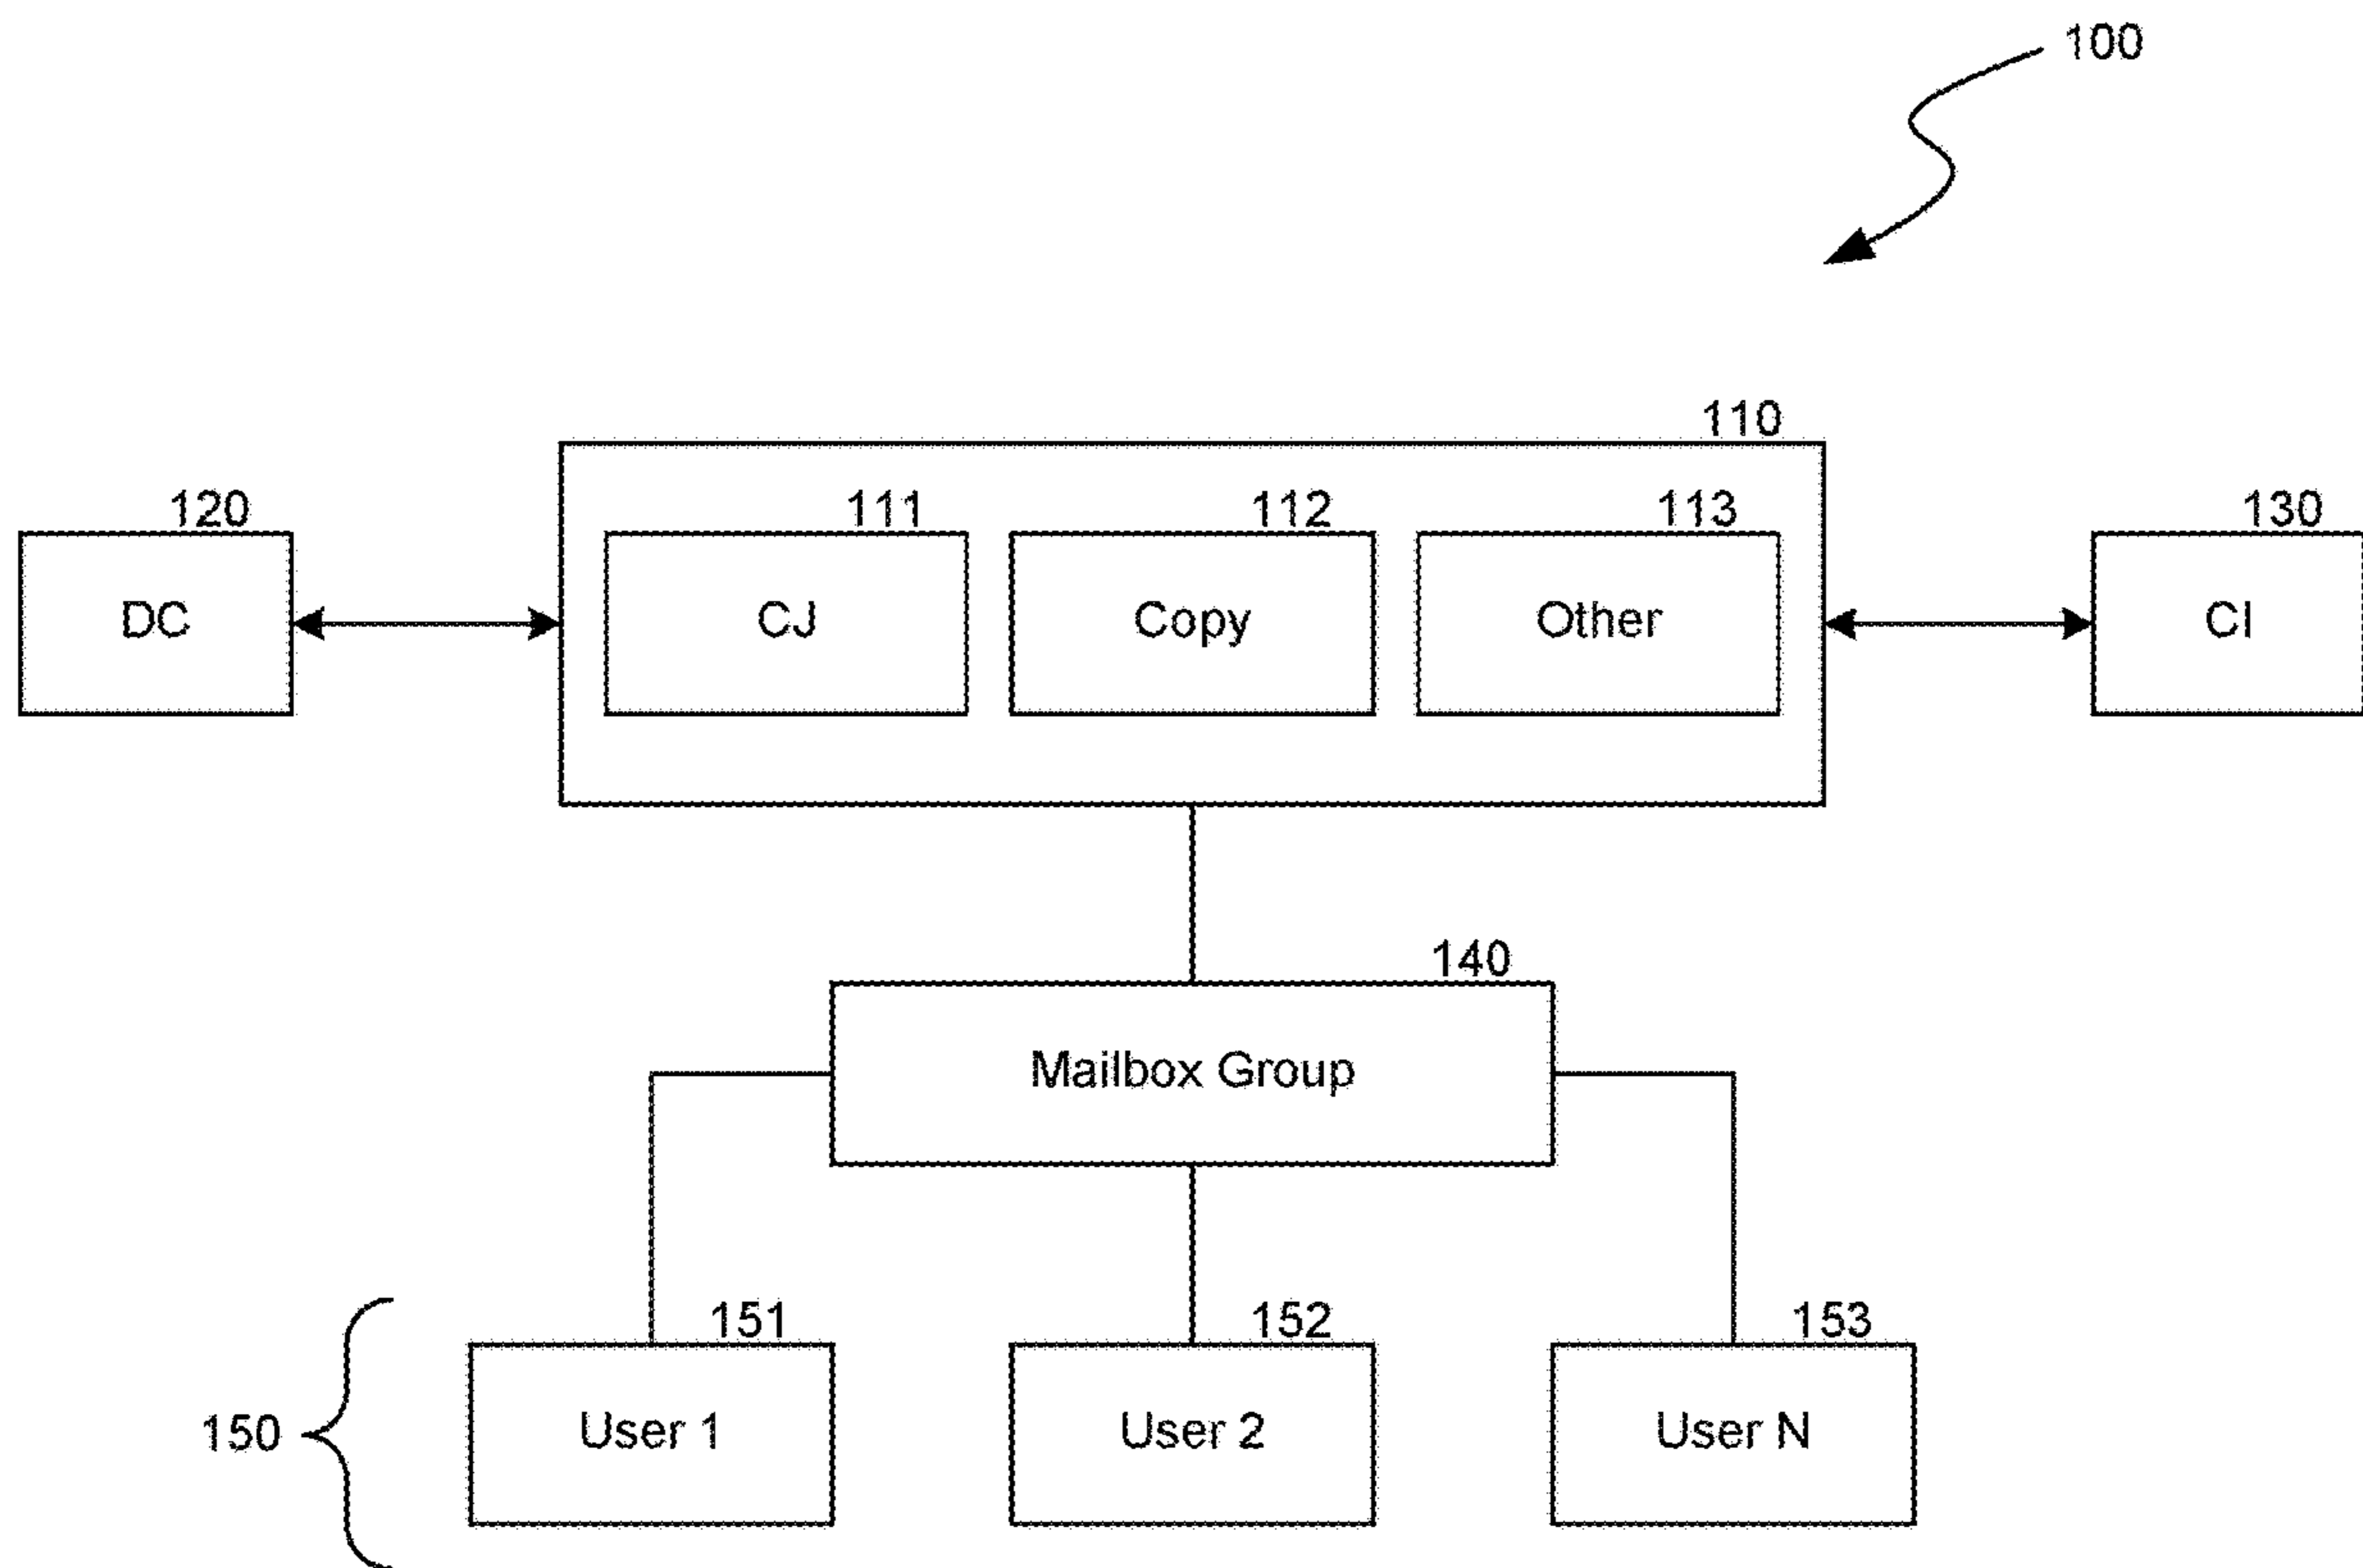 100
110
120
111
112
113
130
DC
CJ
Copy
Other
CI
140
Mailbox Group
151
152
153
150
User 1
User 2
User N